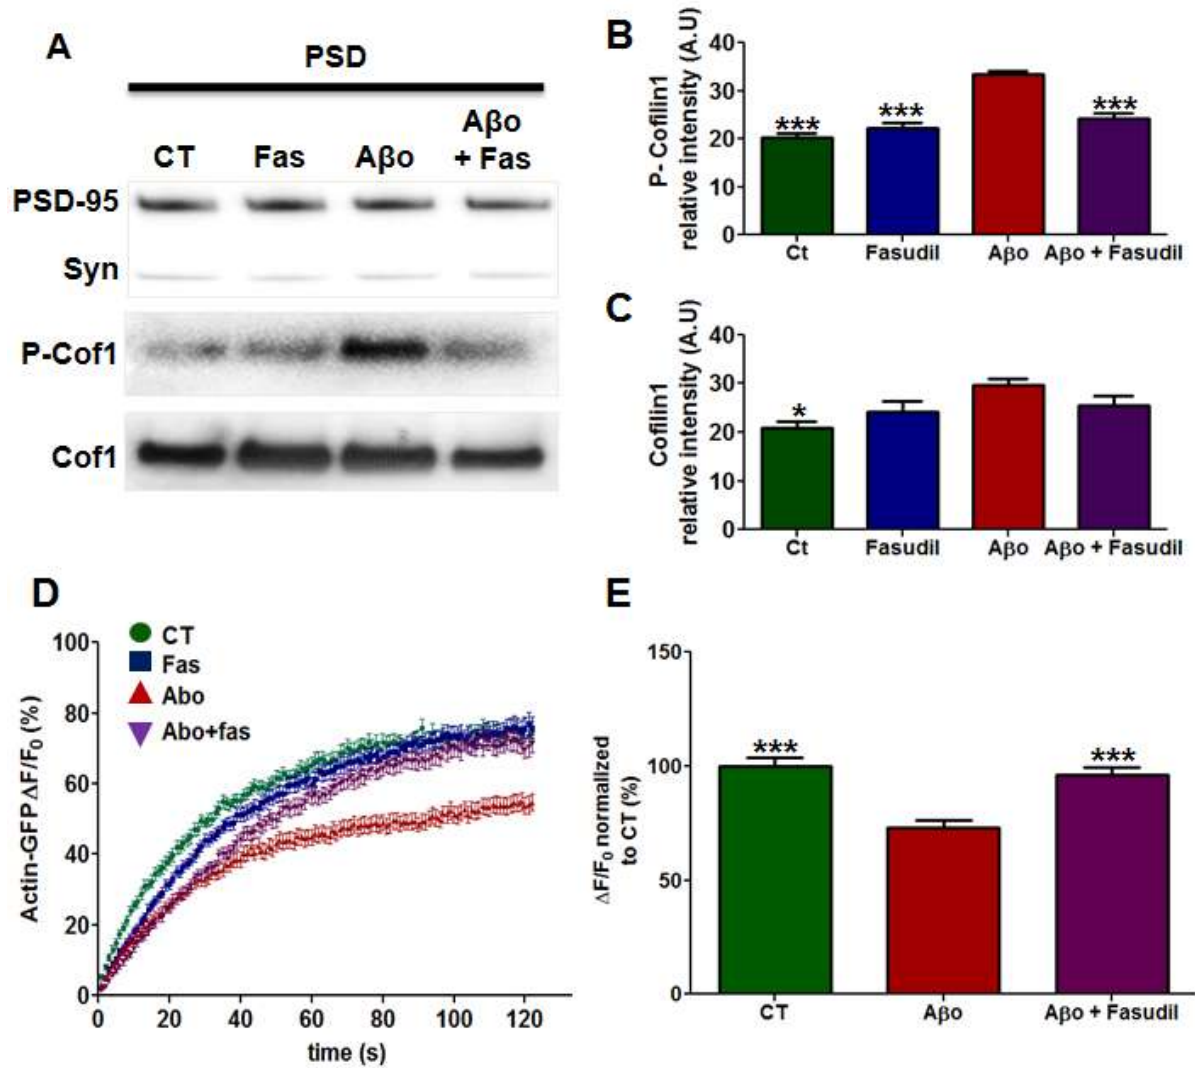 A
PSD
CT Fas Aβo Aβo + Fas
PSD-95
Syn
P-Cof1
Cof1
B
P- Cofilin1
relative intensity (A.U)
40
30
20
10
0
*** *** ***
Ct Fasudil Aβo Aβo + Fasudil
C
Cofilin1
relative intensity (A.U)
40
30
20
10
0
*
Ct Fasudil Aβo Aβo + Fasudil
D
CT
Fas
Abo
Abo+fas
Actin-GFP ΔF/F0 (%)
100
80
60
40
20
0
0 20 40 60 80 100 120
time (s)
E
ΔF/F0 normalized
to CT (%)
150
100
50
0
*** ***
CT Aβo Aβo + Fasudil